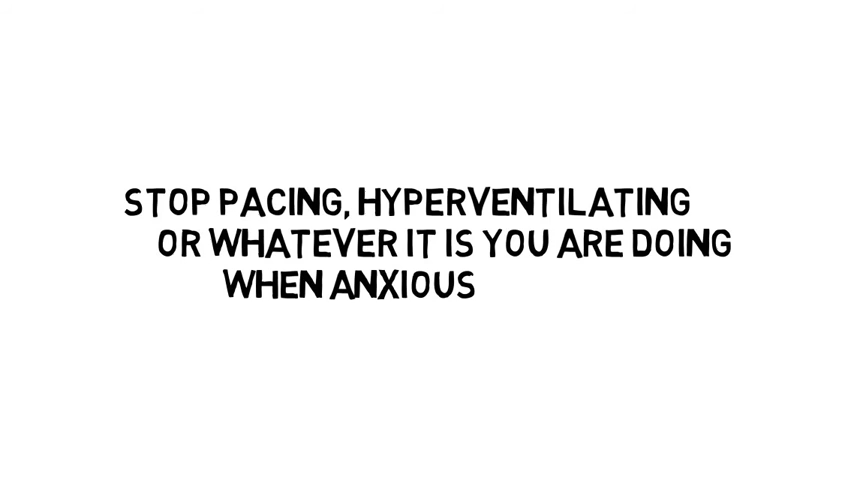 STOP PACING, HYPERVENTILATING
OR WHATEVER IT IS YOU ARE DOING
WHEN ANXIOUS